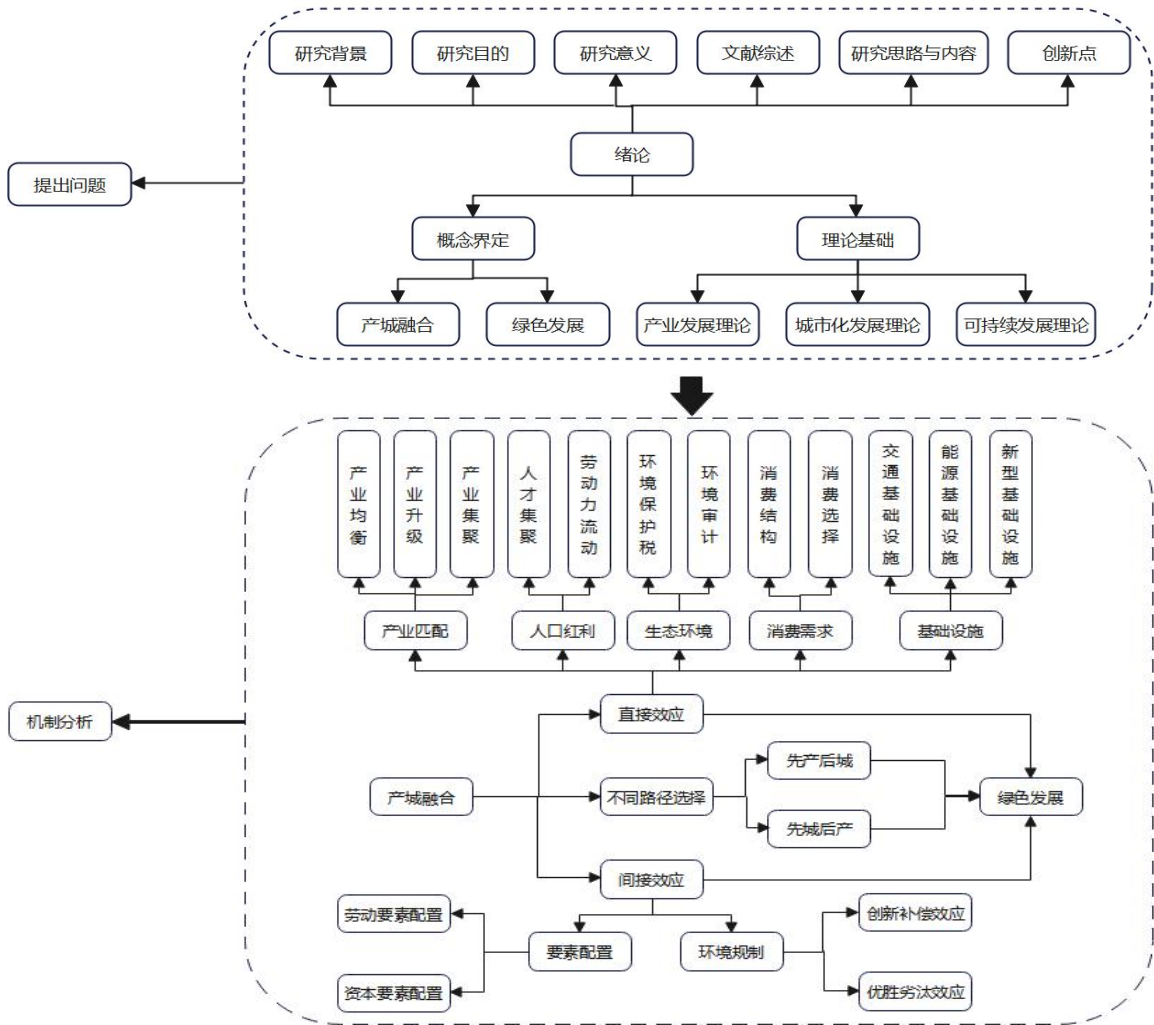 研究背景
研究目的
研究意义
文献综述
研究思路与内容
创新点
绪论
提出问题
概念界定
理论基础
产城融合
绿色发展
产业发展理论
城市化发展理论
可持续发展理论
产业均衡
产业升级
产业集聚
人才集聚
劳动力流动
环境保护税
环境审计
消费结构
消费选择
交通基础设施
能源基础设施
新型基础设施
产业匹配
人口红利
生态环境
消费需求
基础设施
机制分析
直接效应
先产后城
产城融合
不同路径选择
绿色发展
先城后产
间接效应
劳动要素配置
创新补偿效应
要素配置
环境规制
资本要素配置
优胜劣汰效应